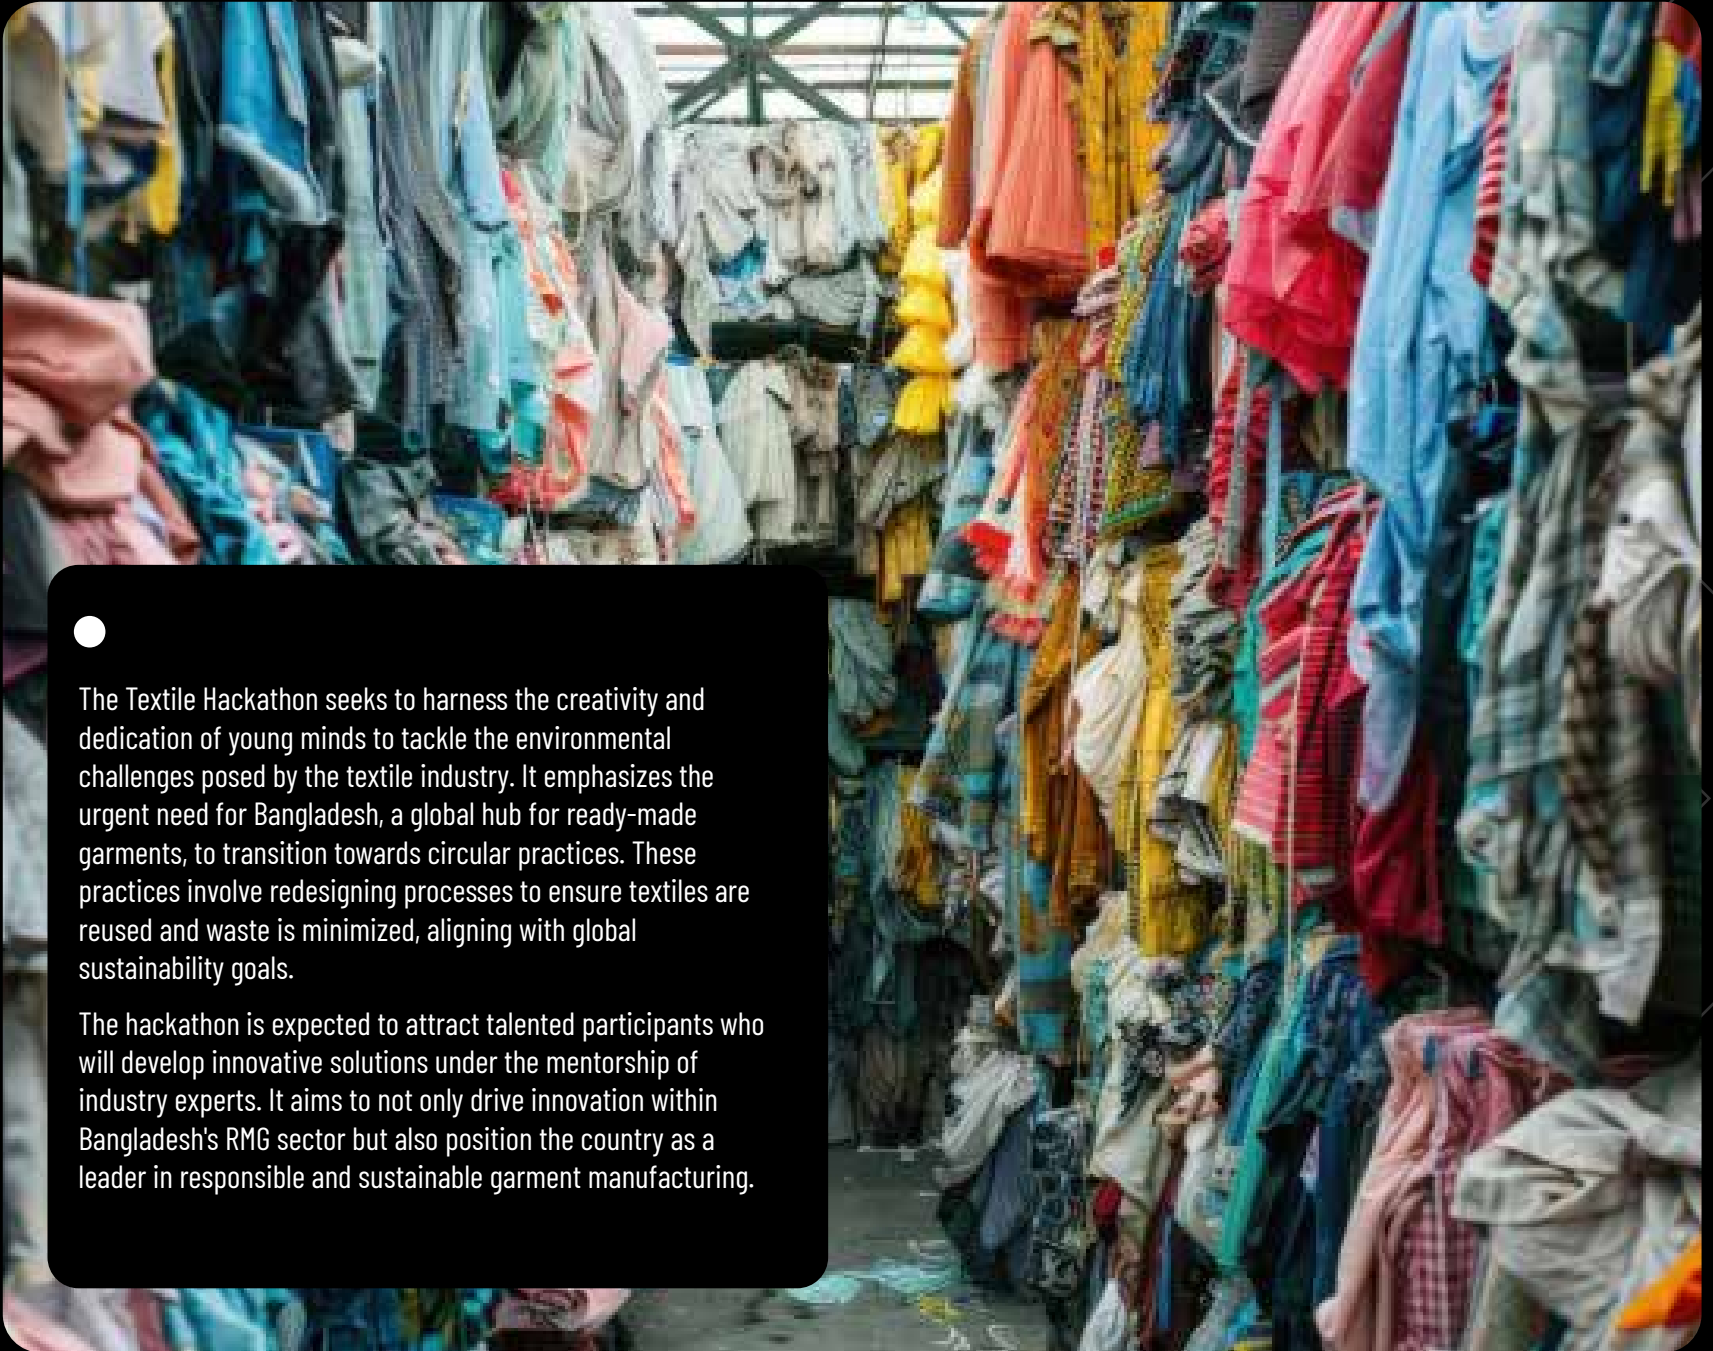 The Textile Hackathon seeks to harness the creativity and
dedication of young minds to tackle the environmental
challenges posed by the textile industry. It emphasizes the
urgent need for Bangladesh, a global hub for ready-made
garments, to transition towards circular practices. These
practices involve redesigning processes to ensure textiles are
reused and waste is minimized, aligning with global
sustainability goals.
The hackathon is expected to attract talented participants who
will develop innovative solutions under the mentorship of
industry experts. It aims to not only drive innovation within
Bangladesh's RMG sector but also position the country as a
leader in responsible and sustainable garment manufacturing.